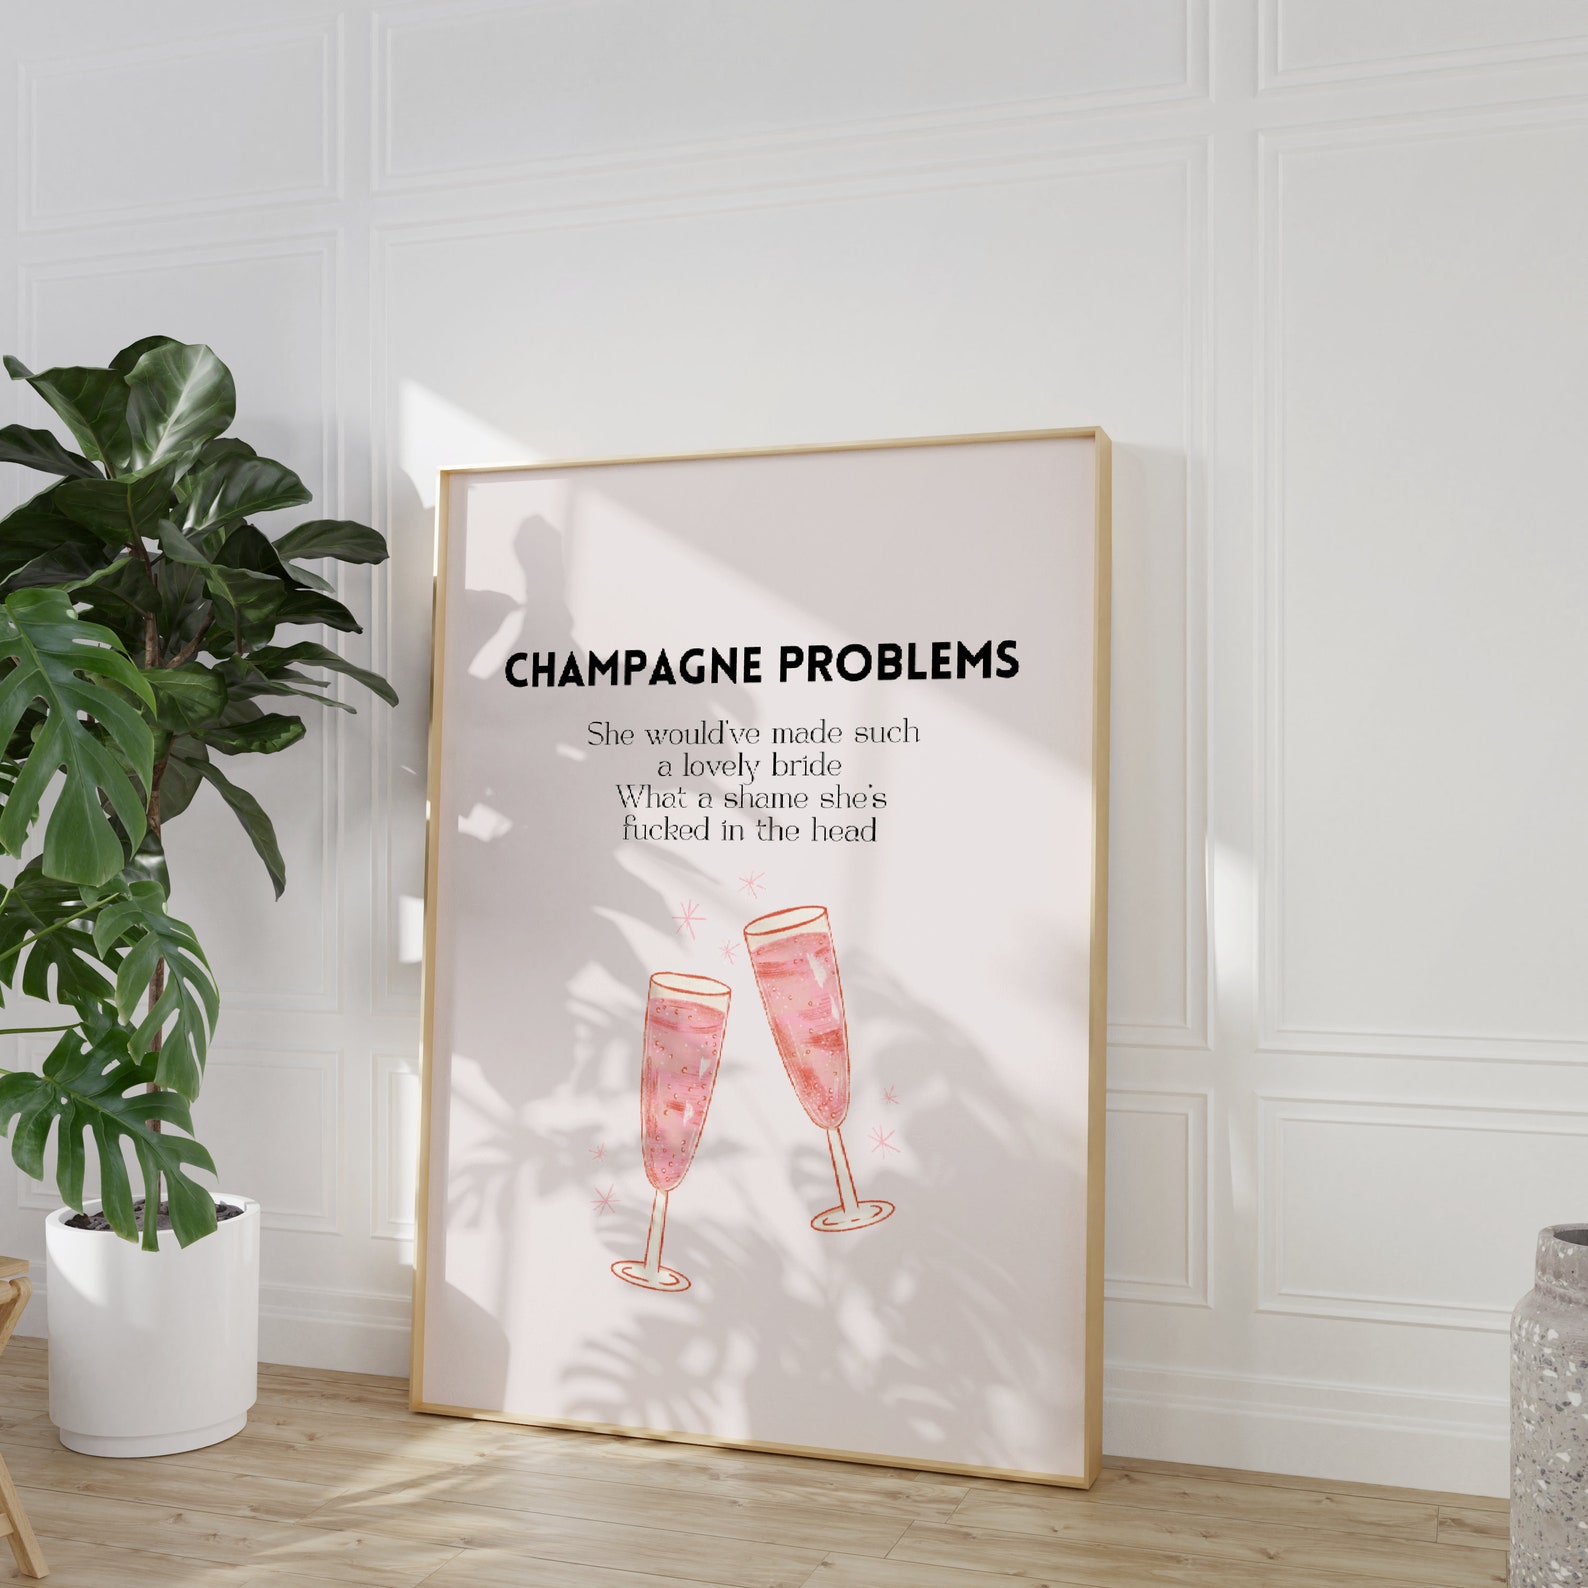 CHAMPAGNE PROBLEMS
She would've made such
a lovely bride
What a shame she's
fucked in the head